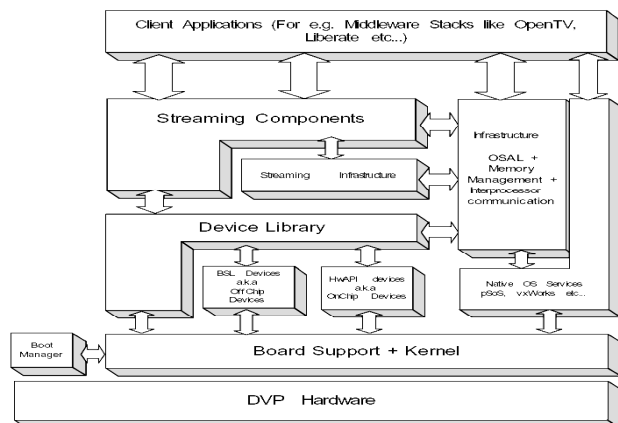 Client Applications (For e.g. Middleware Stacks like OpenTV,
Liberate etc...)
Streaming Components
Infrastructure
OSAL +
Memory
Management +
Interprocessor
communication
Streaming Infrastructure
Device Library
BSL Devices
a.k.a
Off Chip
Devices
HwAPI devices
a.k.a
OnChip Devices
Native OS Services
pSoS, vxWorks etc...
Boot
Manager
Board Support + Kernel
DVP Hardware